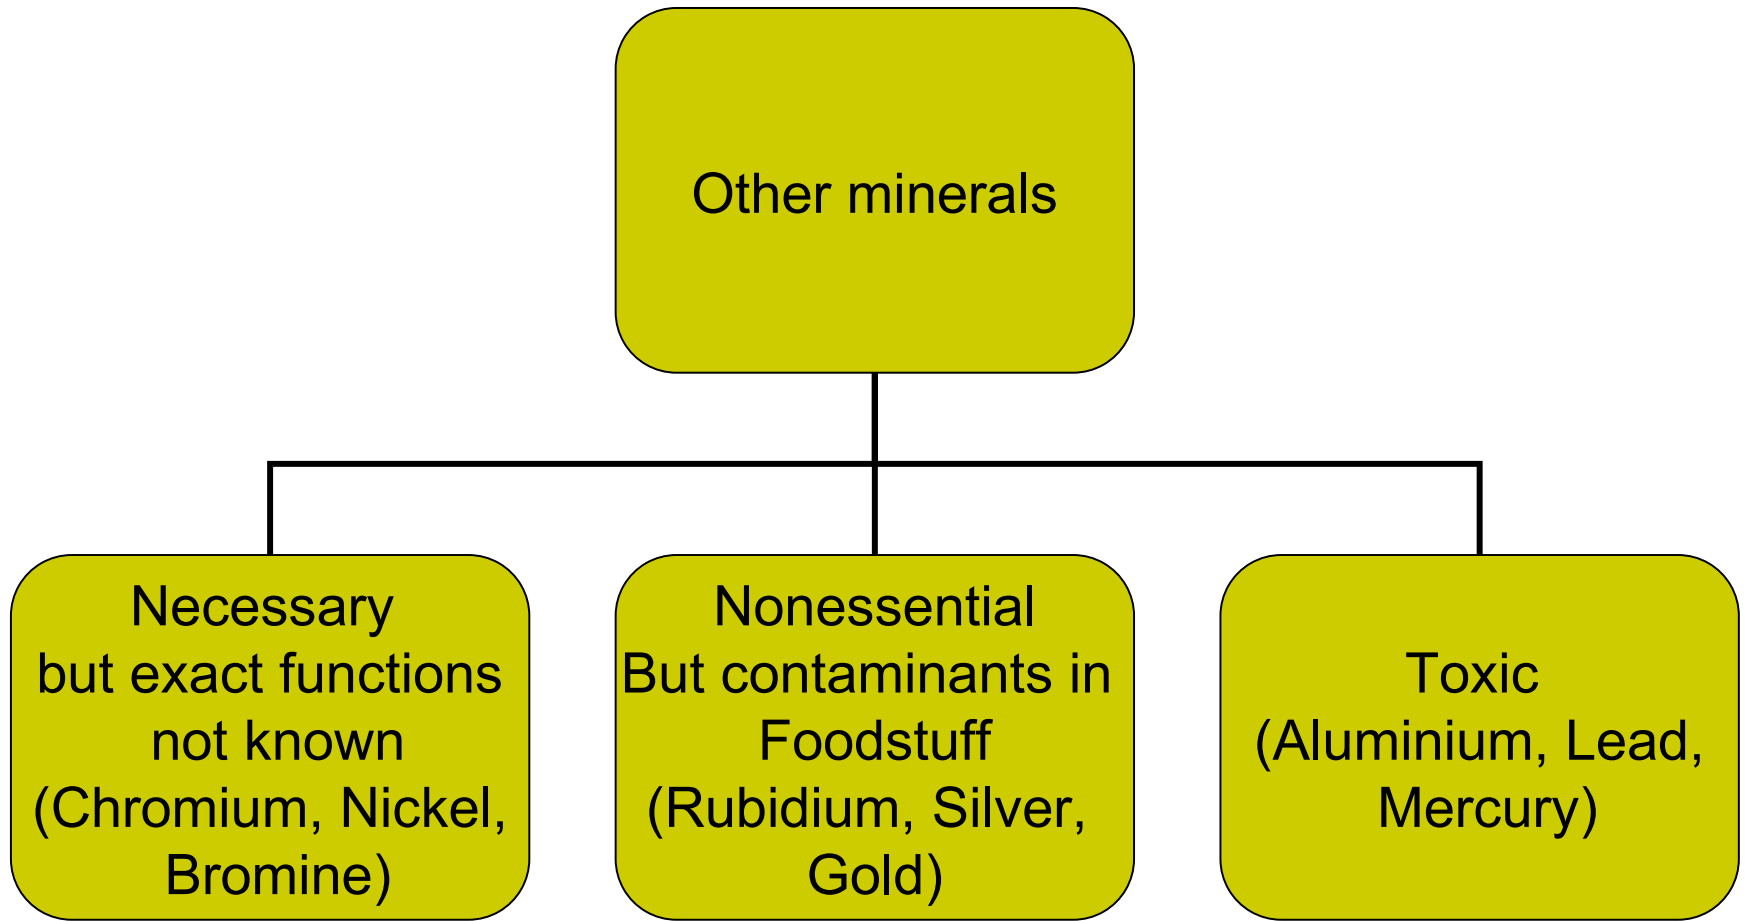 Other minerals
Necessary
but exact functions
not known
(Chromium, Nickel,
Bromine)
Nonessential
But contaminants in
Foodstuff
(Rubidium, Silver,
Gold)
Toxic
(Aluminium, Lead,
Mercury)